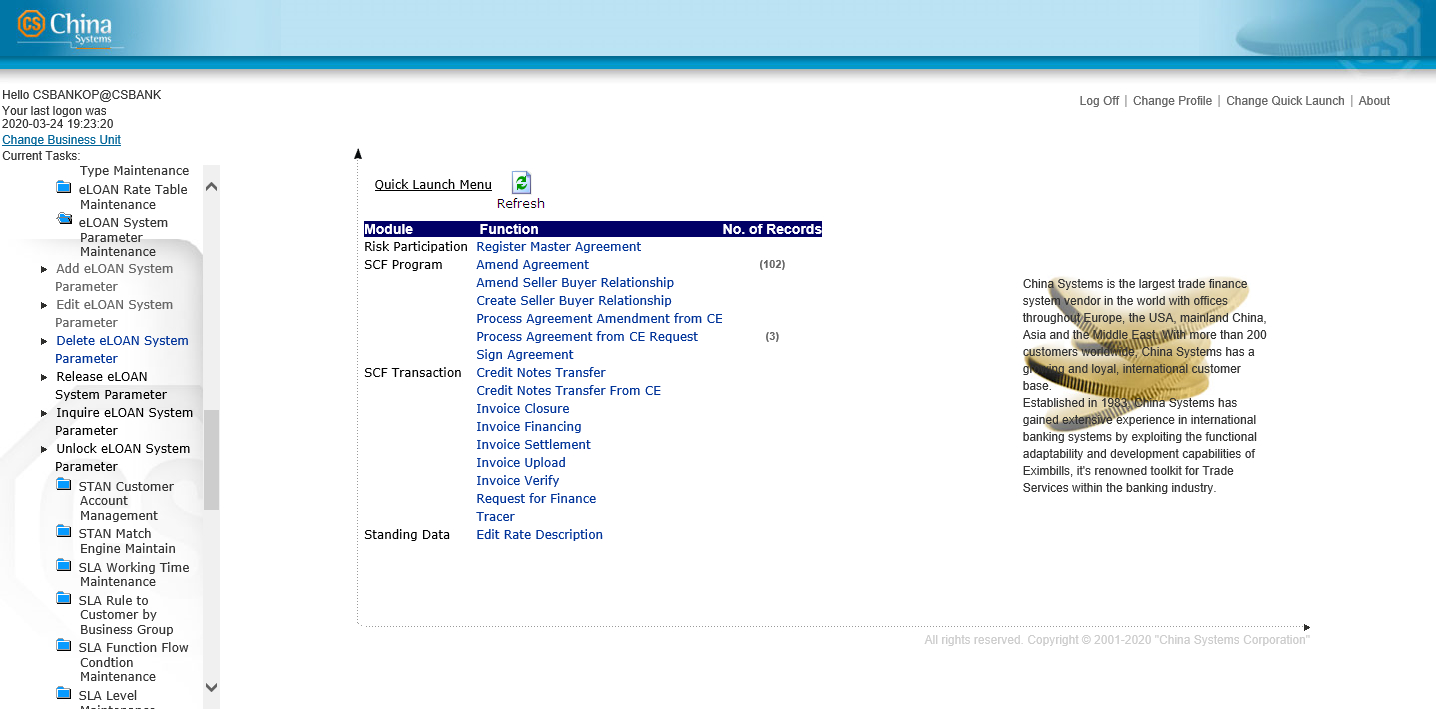 CS China
Systems
CS
Hello CSBANKOP@CSBANK
Your last logon was
2020-03-24 19:23:20
Change Business Unit
Current Tasks:
Type Maintenance
eLOAN Rate Table
Maintenance
eLOAN System
Parameter
Maintenance
Add eLOAN System
Parameter
Edit eLOAN System
Parameter
Delete eLOAN System
Parameter
Release eLOAN
System Parameter
Inquire eLOAN System
Parameter
Unlock eLOAN System
Parameter
STAN Customer
Account
Management
STAN Match
Engine Maintain
SLA Working Time
Maintenance
SLA Rule to
Customer by
Business Group
SLA Function Flow
Condtion
Maintenance
SLA Level
Maintenance
Log Off | Change Profile | Change Quick Launch | About
Quick Launch Menu
Refresh
Module Function No. of Records
Risk Participation Register Master Agreement
SCF Program Amend Agreement (102)
Amend Seller Buyer Relationship
Create Seller Buyer Relationship
Process Agreement Amendment from CE
Process Agreement from CE Request (3)
Sign Agreement
SCF Transaction Credit Notes Transfer
Credit Notes Transfer From CE
Invoice Closure
Invoice Financing
Invoice Settlement
Invoice Upload
Invoice Verify
Request for Finance
Tracer
Standing Data Edit Rate Description
China Systems is the largest trade finance
system vendor in the world with offices
throughout Europe, the USA, mainland China,
Asia and the Middle East. With more than 200
customers worldwide, China Systems has a
growing and loyal, international customer
base.
Established in 1983, China Systems has
gained extensive experience in international
banking systems by exploiting the functional
adaptability and development capabilities of
Eximbills, it's renowned toolkit for Trade
Services within the banking industry.
All rights reserved. Copyright © 2001-2020 "China Systems Corporation"